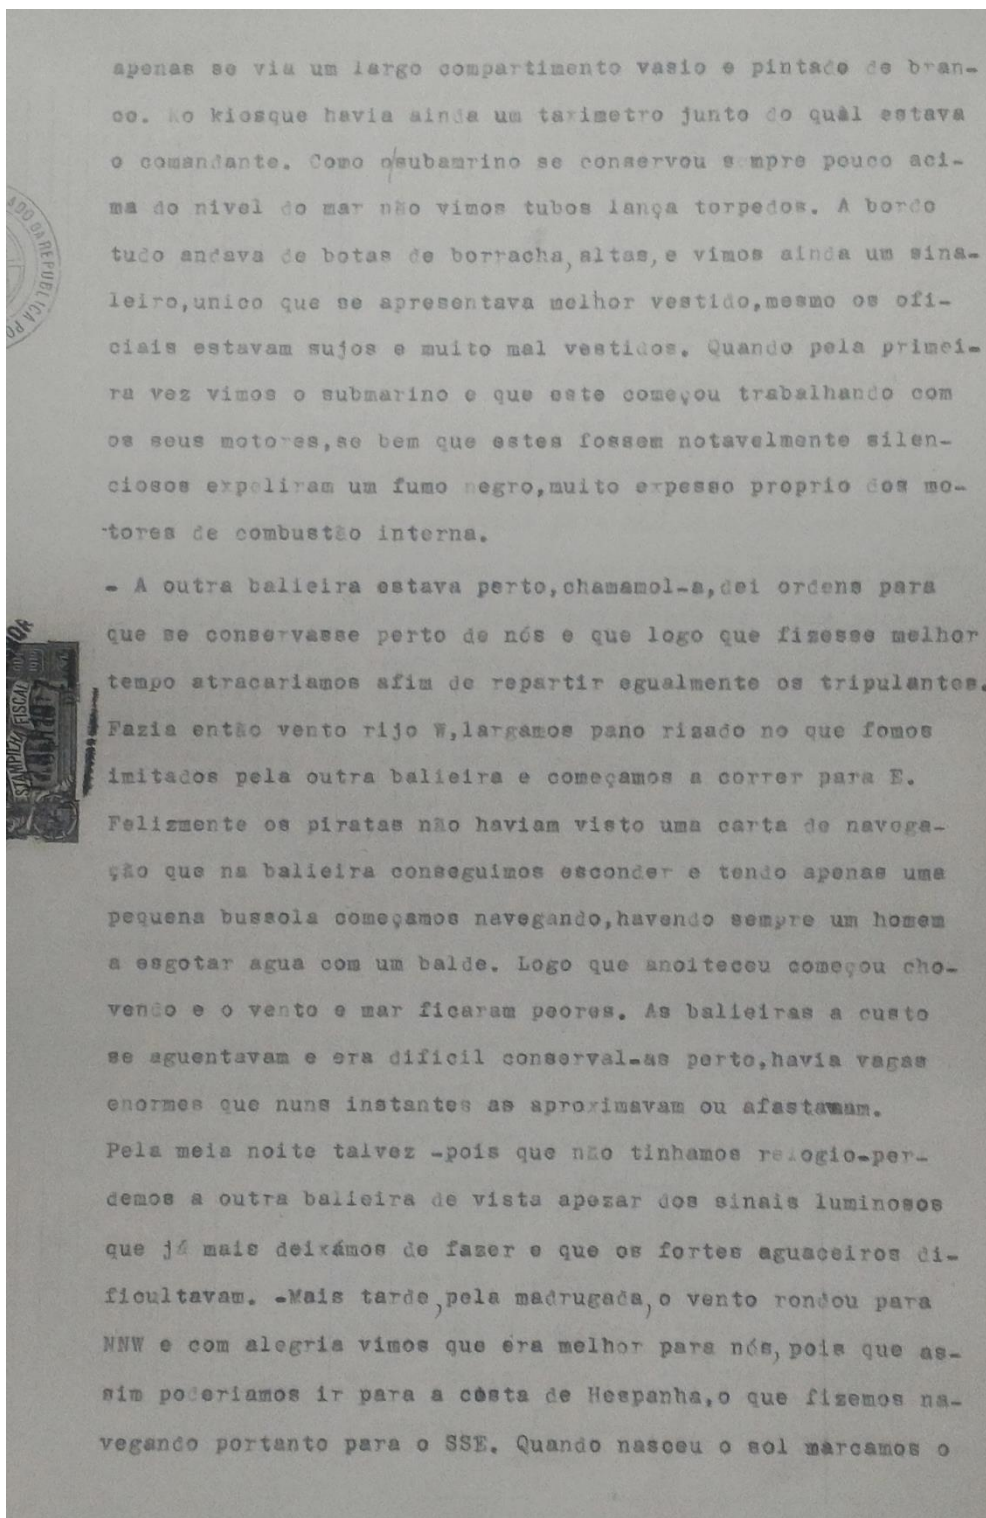 apenas se via um largo compartimento vasio e pintado de bran-
co. No kiosque havia ainda um taximetro junto do quàl estava
o comandante. Como o/subamrino se conservou sempre pouco aci-
ma do nivel do mar não vimos tubos lança torpedos. A bordo
tudo andava de botas de borracha, altas, e vimos ainda um sina-
leiro,unico que se apresentava melhor vestido,mesmo os ofi-
ciais estavam sujos e muito mal vestidos. Quando pela primei-
ra vez vimos o submarino e que este começou trabalhando com
os seus motores,se bem que estes fossem notavelmente silen-
ciosos expeliram um fumo negro,muito expesso proprio dos mo-
-tores de combustão interna.
- A outra balieira estava perto,chamamol-a,dei ordens para
que se conservasse perto de nós e que logo que fizesse melhor
tempo atracariamos afim de repartir egualmente os tripulantes.
Fazia então vento rijo W,largamos pano rizado no que fomos
imitados pela outra balieira e começamos a correr para E.
Felizmente os piratas não haviam visto uma carta de navega-
ção que na balieira conseguimos esconder e tendo apenas uma
pequena bussola começamos navegando,havendo sempre um homem
a esgotar agua com um balde. Logo que anoiteceu começou cho-
vendo e o vento e mar ficaram peores. As balieiras a custo
se aguentavam e era dificil conserval-as perto,havia vagas
enormes que nuns instantes as aproximavam ou afastavam.
Pela meia noite talvez -pois que não tinhamos relogio-per-
demos a outra balieira de vista apezar dos sinais luminosos
que já mais deixámos de fazer e que os fortes aguaceiros di-
ficultavam. -Mais tarde, pela madrugada, o vento rondou para
NNW e com alegria vimos que era melhor para nós, pois que as-
sim poderiamos ir para a costa de Hespanha,o que fizemos na-
vegando portanto para o SSE. Quando nasceu o sol marcamos o
ADO DA REPUBLICA PO
ESTAMPILHA FISCAL